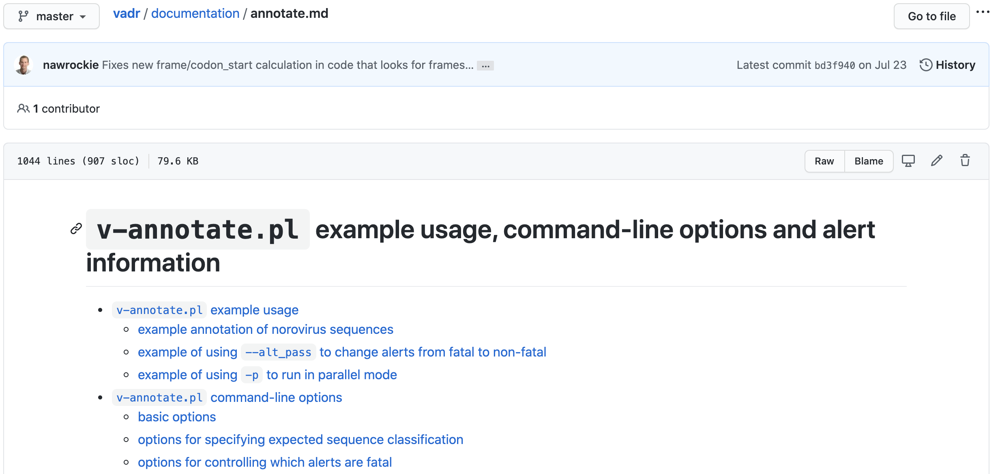 master
vadr / documentation / annotate.md
Go to file
...
nawrockie Fixes new frame/codon_start calculation in code that looks for frames... ...
Latest commit bd3f940 on Jul 23
History
1 contributor
1044 lines (907 sloc)
79.6 KB
Raw
Blame
v-annotate.pl example usage, command-line options and alert
information
• v-annotate.pl example usage
◦ example annotation of norovirus sequences
◦ example of using --alt_pass to change alerts from fatal to non-fatal
◦ example of using -p to run in parallel mode
• v-annotate.pl command-line options
◦ basic options
◦ options for specifying expected sequence classification
◦ options for controlling which alerts are fatal